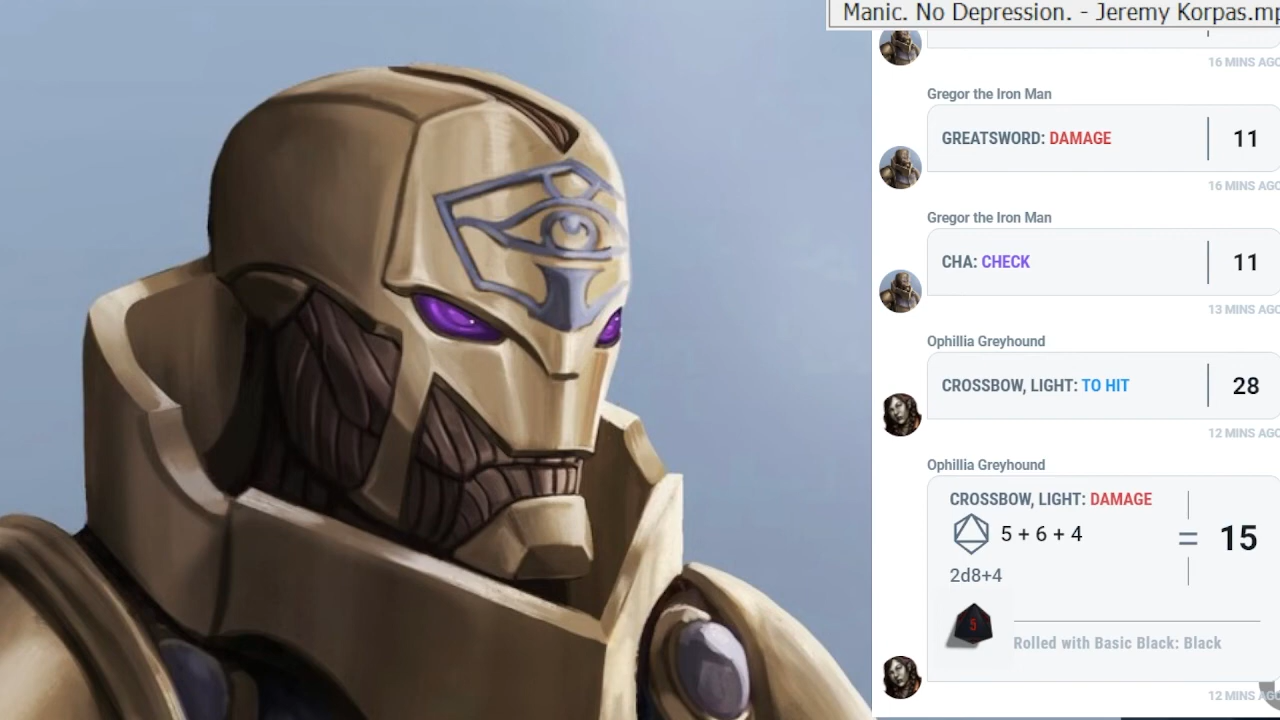 Manic. No Depression. - Jeremy Korpas.mp
16 MINS AGO
Gregor the Iron Man
GREATSWORD: DAMAGE
11
16 MINS AGO
Gregor the Iron Man
CHA: CHECK
11
13 MINS AGO
Ophillia Greyhound
CROSSBOW, LIGHT: TO HIT
28
12 MINS AGO
Ophillia Greyhound
CROSSBOW, LIGHT: DAMAGE
5 + 6 + 4 = 15
2d8+4
5
Rolled with Basic Black: Black
12 MINS AGO